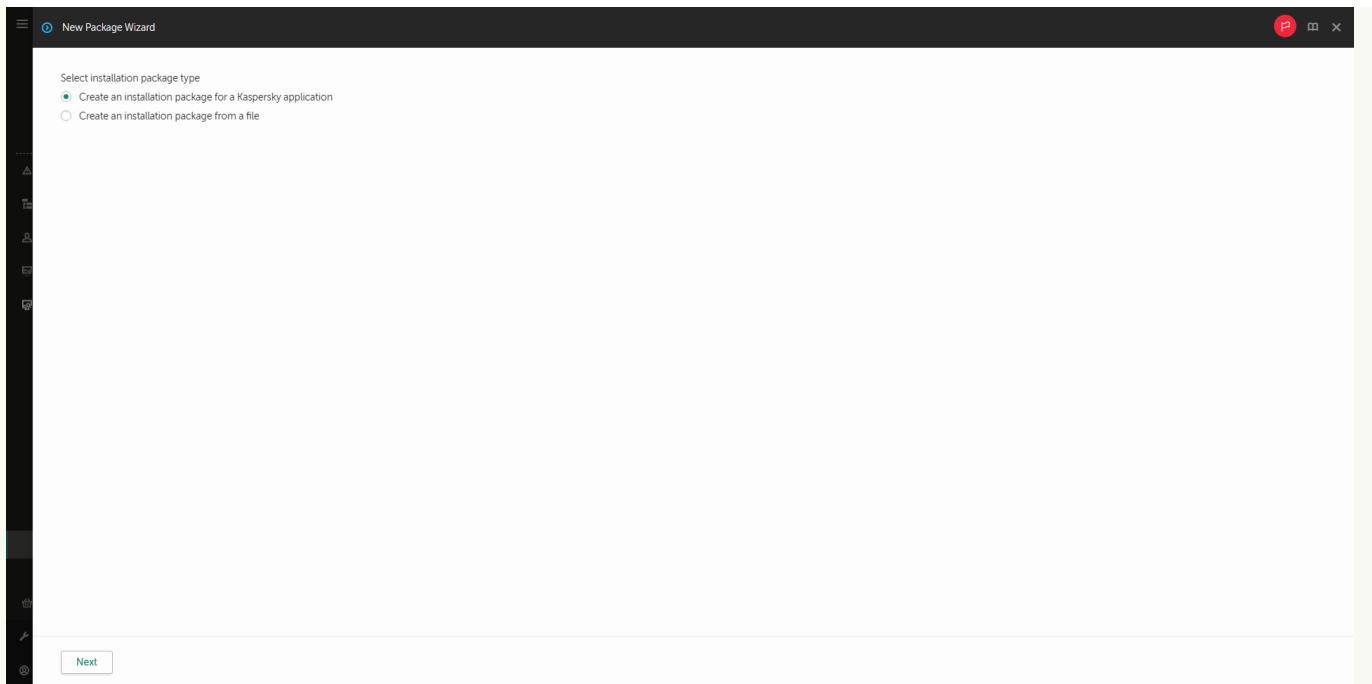 New Package Wizard
Select installation package type
Create an installation package for a Kaspersky application
Create an installation package from a file
Next